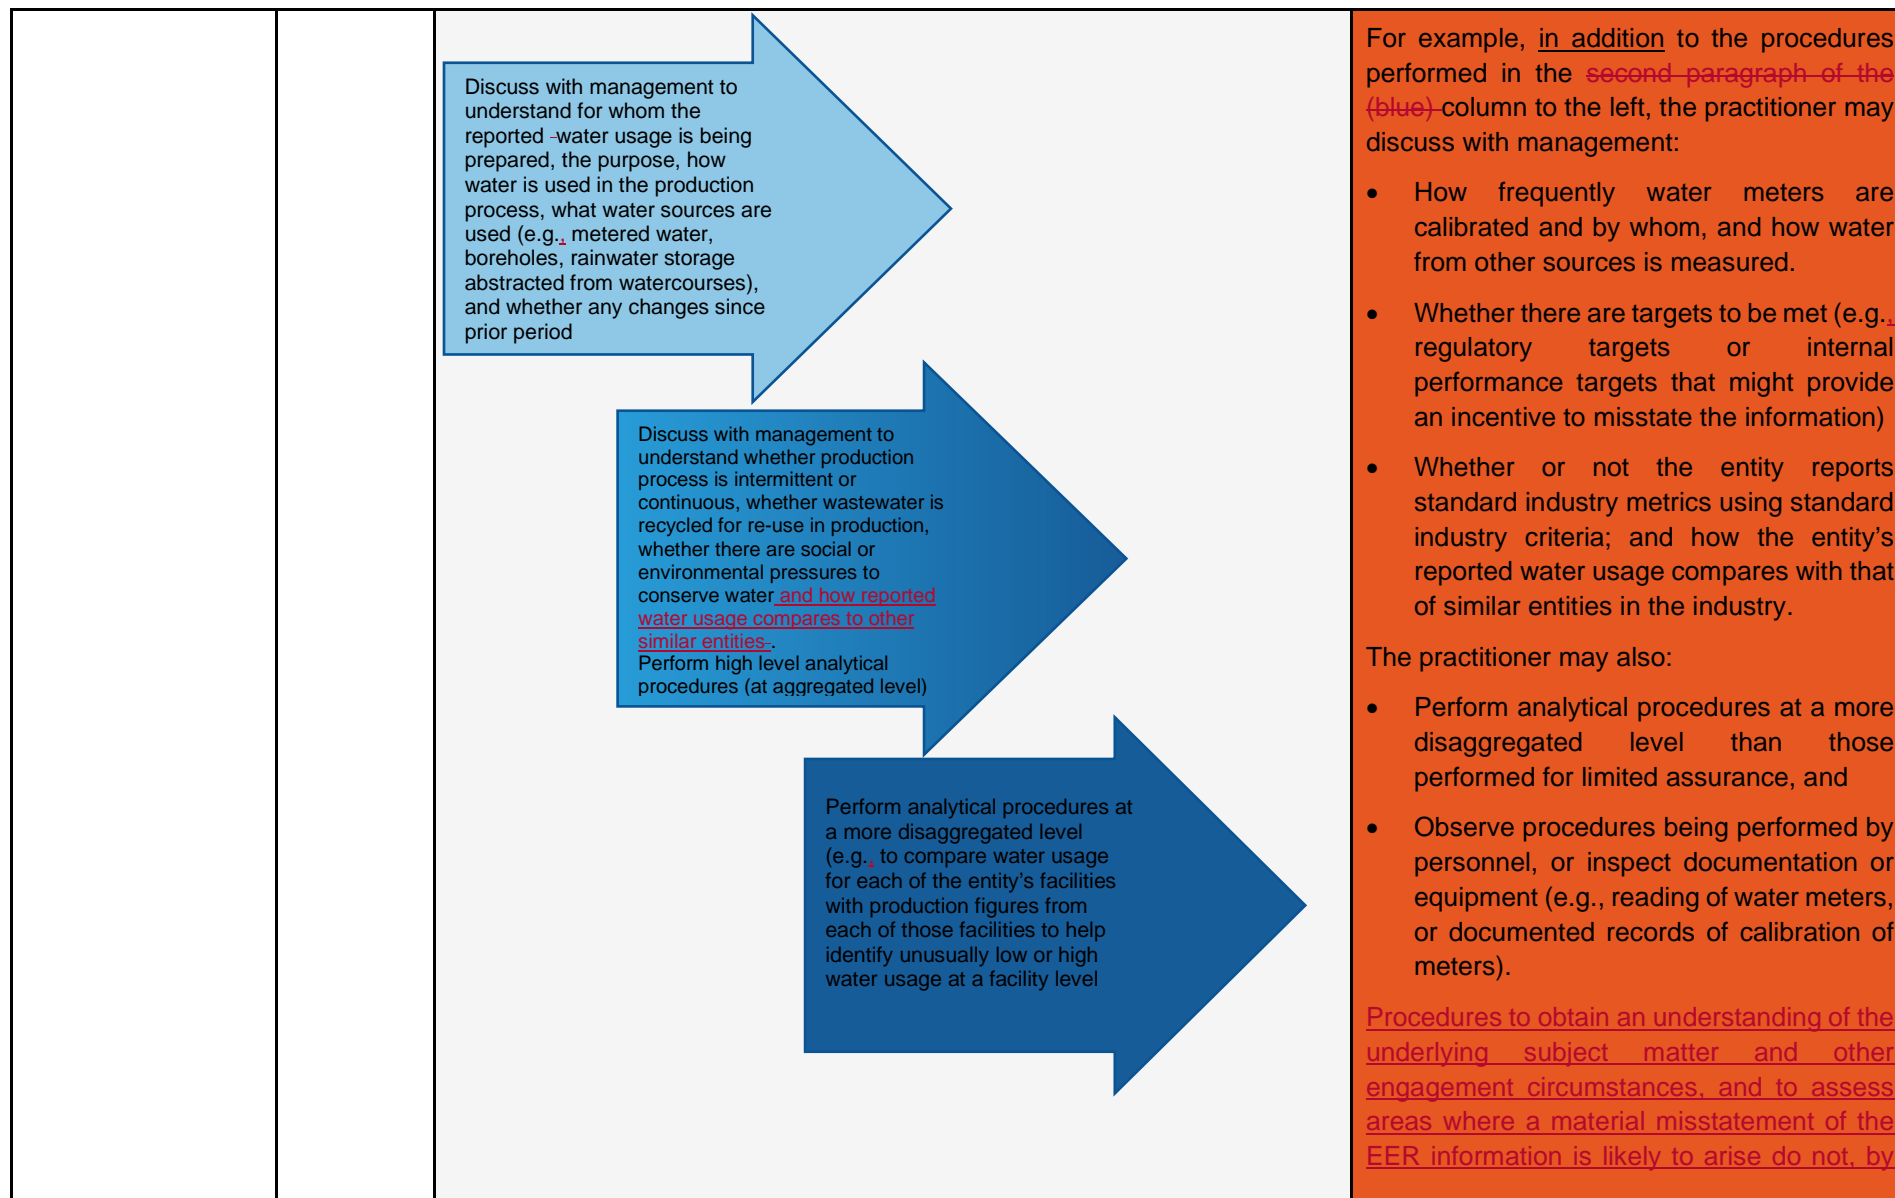 Discuss with management to
understand for whom the
reported -water usage is being
prepared, the purpose, how
water is used in the production
process, what water sources are
used (e.g., metered water,
boreholes, rainwater storage
abstracted from watercourses),
and whether any changes since
prior period
Discuss with management to
understand whether production
process is intermittent or
continuous, whether wastewater is
recycled for re-use in production,
whether there are social or
environmental pressures to
conserve water and how reported
water usage compares to other
similar entities-.
Perform high level analytical
procedures (at aggregated level)
Perform analytical procedures at
a more disaggregated level
(e.g., to compare water usage
for each of the entity’s facilities
with production figures from
each of those facilities to help
identify unusually low or high
water usage at a facility level
For example, in addition to the procedures
performed in the second paragraph of the
(blue) column to the left, the practitioner may
discuss with management:
• How frequently water meters are
calibrated and by whom, and how water
from other sources is measured.
• Whether there are targets to be met (e.g.,
regulatory targets or internal
performance targets that might provide
an incentive to misstate the information)
• Whether or not the entity reports
standard industry metrics using standard
industry criteria; and how the entity’s
reported water usage compares with that
of similar entities in the industry.
The practitioner may also:
• Perform analytical procedures at a more
disaggregated level than those
performed for limited assurance, and
• Observe procedures being performed by
personnel, or inspect documentation or
equipment (e.g., reading of water meters,
or documented records of calibration of
meters).
Procedures to obtain an understanding of the
underlying subject matter and other
engagement circumstances, and to assess
areas where a material misstatement of the
EER information is likely to arise do not, by